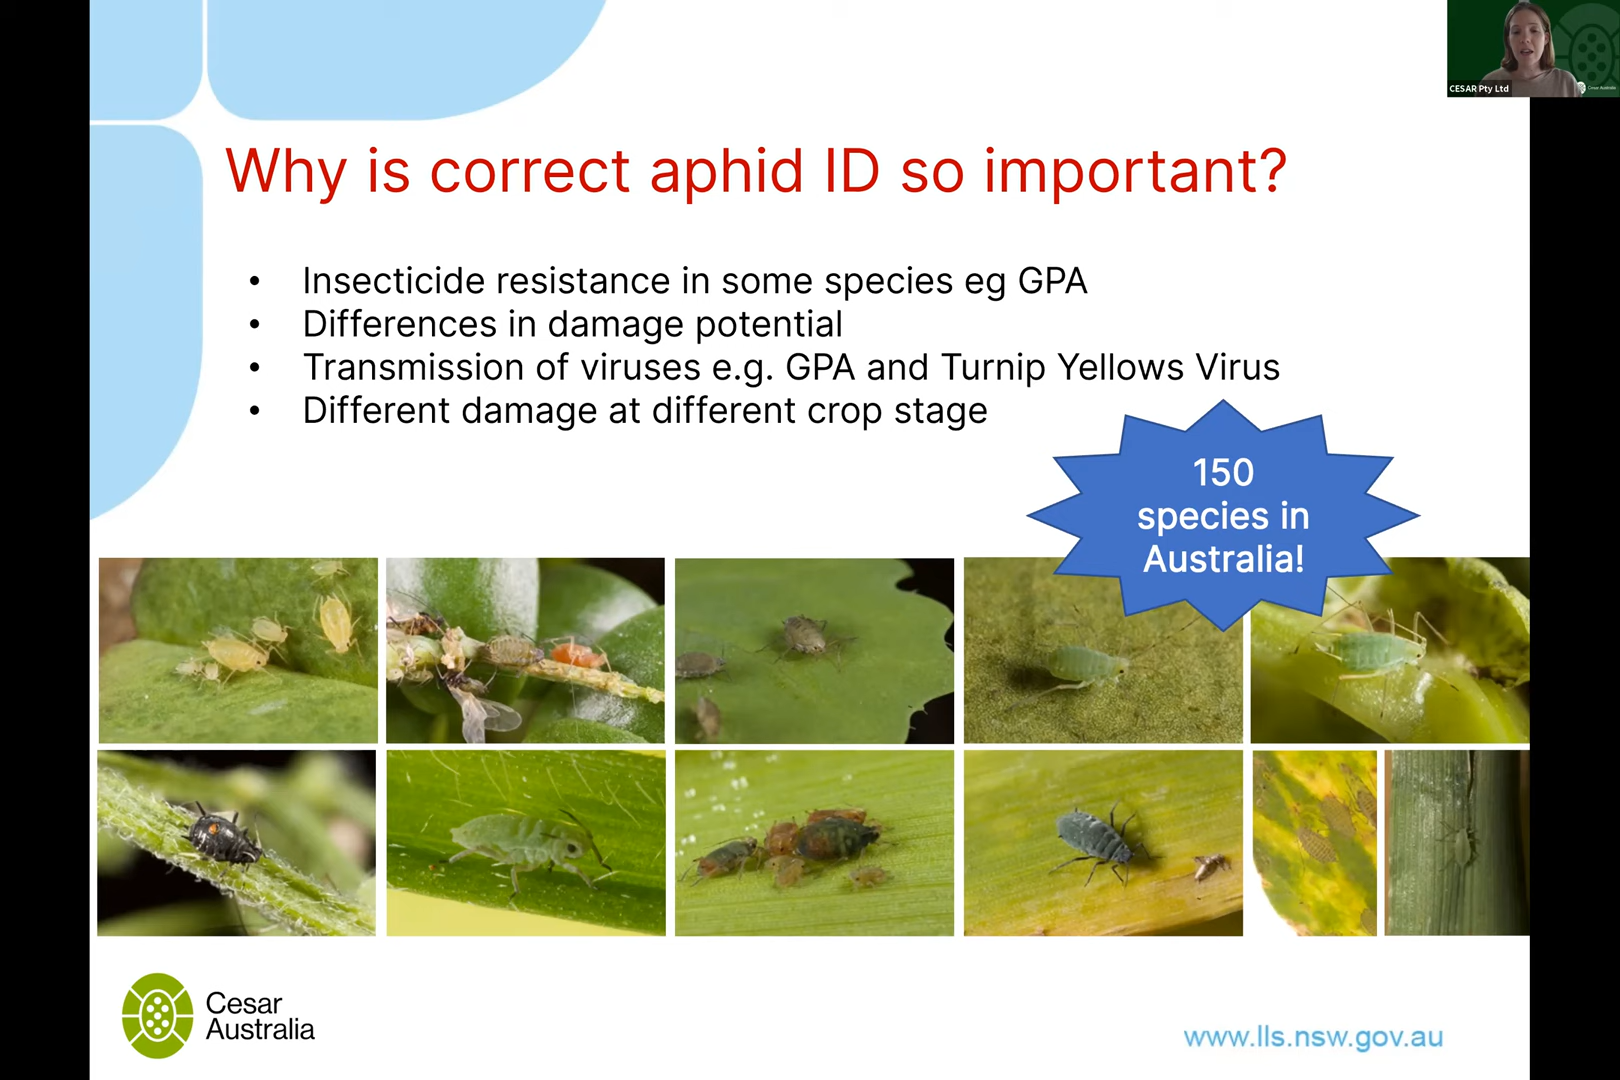 CESAR Pty Ltd
Cesar Australia
Why is correct aphid ID so important?
• Insecticide resistance in some species eg GPA
• Differences in damage potential
• Transmission of viruses e.g. GPA and Turnip Yellows Virus
• Different damage at different crop stage
150
species in
Australia!
Cesar
Australia
www.lls.nsw.gov.au